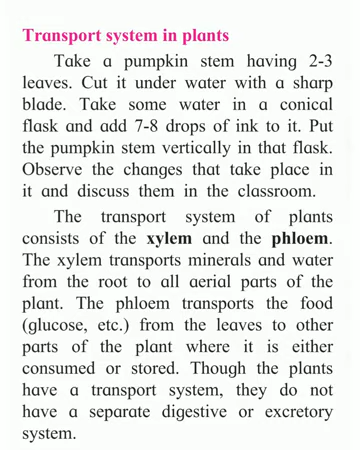 Transport system in plants
Take a pumpkin stem having 2-3
leaves. Cut it under water with a sharp
blade. Take some water in a conical
flask and add 7-8 drops of ink to it. Put
the pumpkin stem vertically in that flask.
Observe the changes that take place in
it and discuss them in the classroom.
The transport system of plants
consists of the xylem and the phloem.
The xylem transports minerals and water
from the root to all aerial parts of the
plant. The phloem transports the food
(glucose, etc.) from the leaves to other
parts of the plant where it is either
consumed or stored. Though the plants
have a transport system, they do not
have a separate digestive or excretory
system.